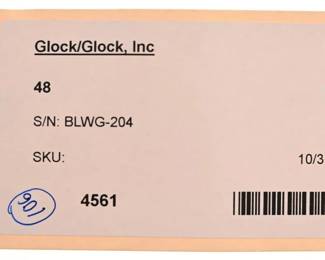 Glock/Glock, Inc
48
S/N: BLWG-204
SKU: 10/3
901 4561